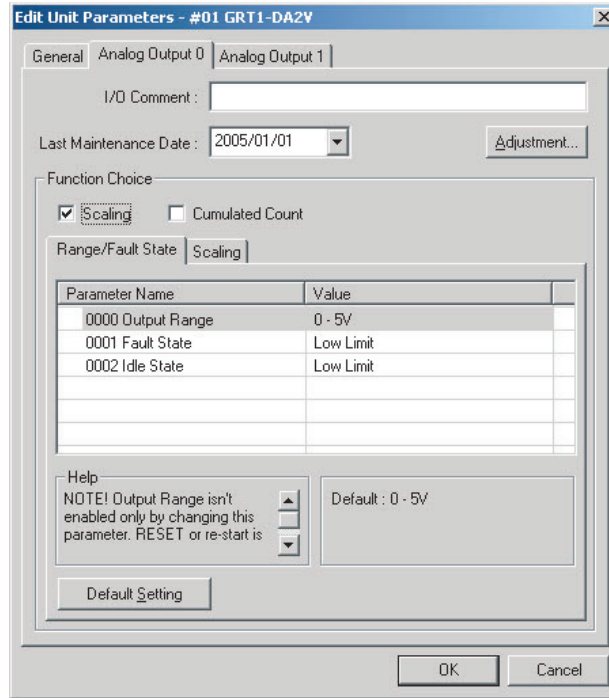 Edit Unit Parameters - #01 GRT1-DA2V
General Analog Output 0 Analog Output 1
I/O Comment :
Last Maintenance Date : 2005/01/01 Adjustment...
Function Choice
Scaling Cumulated Count
Range/Fault State Scaling
Parameter Name Value
0000 Output Range 0 - 5V
0001 Fault State Low Limit
0002 Idle State Low Limit
Help
NOTE! Output Range isn't
enabled only by changing this
parameter. RESET or re-start is
Default : 0 - 5V
Default Setting
OK Cancel